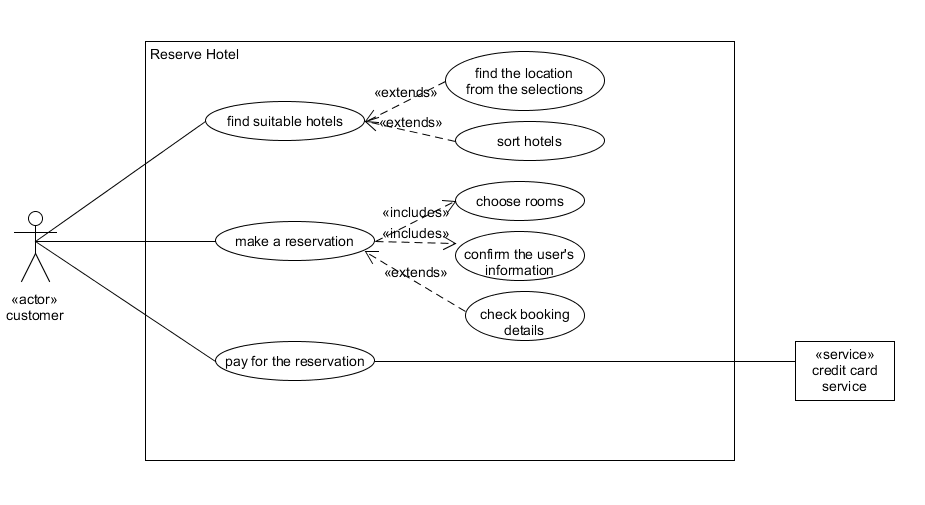 Reserve Hotel
find the location
from the selections
«extends»
find suitable hotels
«extends»
sort hotels
choose rooms
«includes»
«includes»
make a reservation
confirm the user's
information
«extends»
check booking
details
«actor»
customer
pay for the reservation
«service»
credit card
service